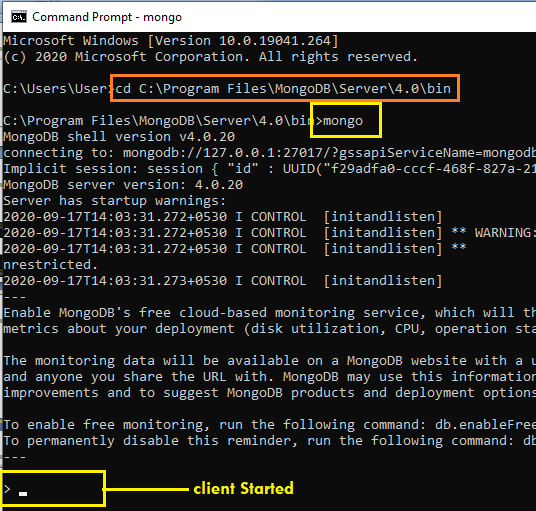 Command Prompt - mongo
Microsoft Windows [Version 10.0.19041.264]
(c) 2020 Microsoft Corporation. All rights reserved.
C:\Users\User>cd C:\Program Files\MongoDB\Server\4.0\bin
C:\Program Files\MongoDB\Server\4.0\bin>mongo
MongoDB shell version v4.0.20
connecting to: mongodb://127.0.0.1:27017/?gssapiServiceName=mongodb
Implicit session: session { "id" : UUID("f29adfa0-cccf-468f-827a-21
MongoDB server version: 4.0.20
Server has startup warnings:
2020-09-17T14:03:31.272+0530 I CONTROL  [initandlisten]
2020-09-17T14:03:31.272+0530 I CONTROL  [initandlisten] ** WARNING:
2020-09-17T14:03:31.272+0530 I CONTROL  [initandlisten] **
nrestricted.
2020-09-17T14:03:31.273+0530 I CONTROL  [initandlisten]
---
Enable MongoDB's free cloud-based monitoring service, which will th
metrics about your deployment (disk utilization, CPU, operation sta
The monitoring data will be available on a MongoDB website with a u
and anyone you share the URL with. MongoDB may use this information
improvements and to suggest MongoDB products and deployment options
To enable free monitoring, run the following command: db.enableFree
To permanently disable this reminder, run the following command: db
---
> _
client Started